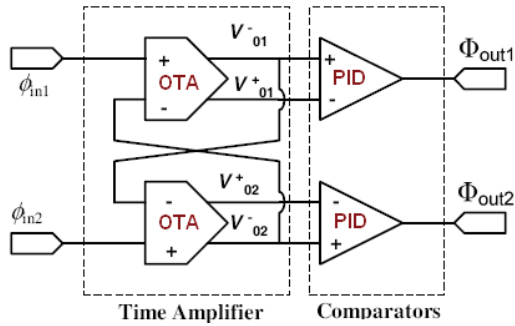 V⁻₀₁
ϕin1
+
OTA
-
V⁺₀₁
+
PID
-
Φout1
ϕin2
-
OTA
+
V⁺₀₂
V⁻₀₂
-
PID
+
Φout2
Time Amplifier
Comparators